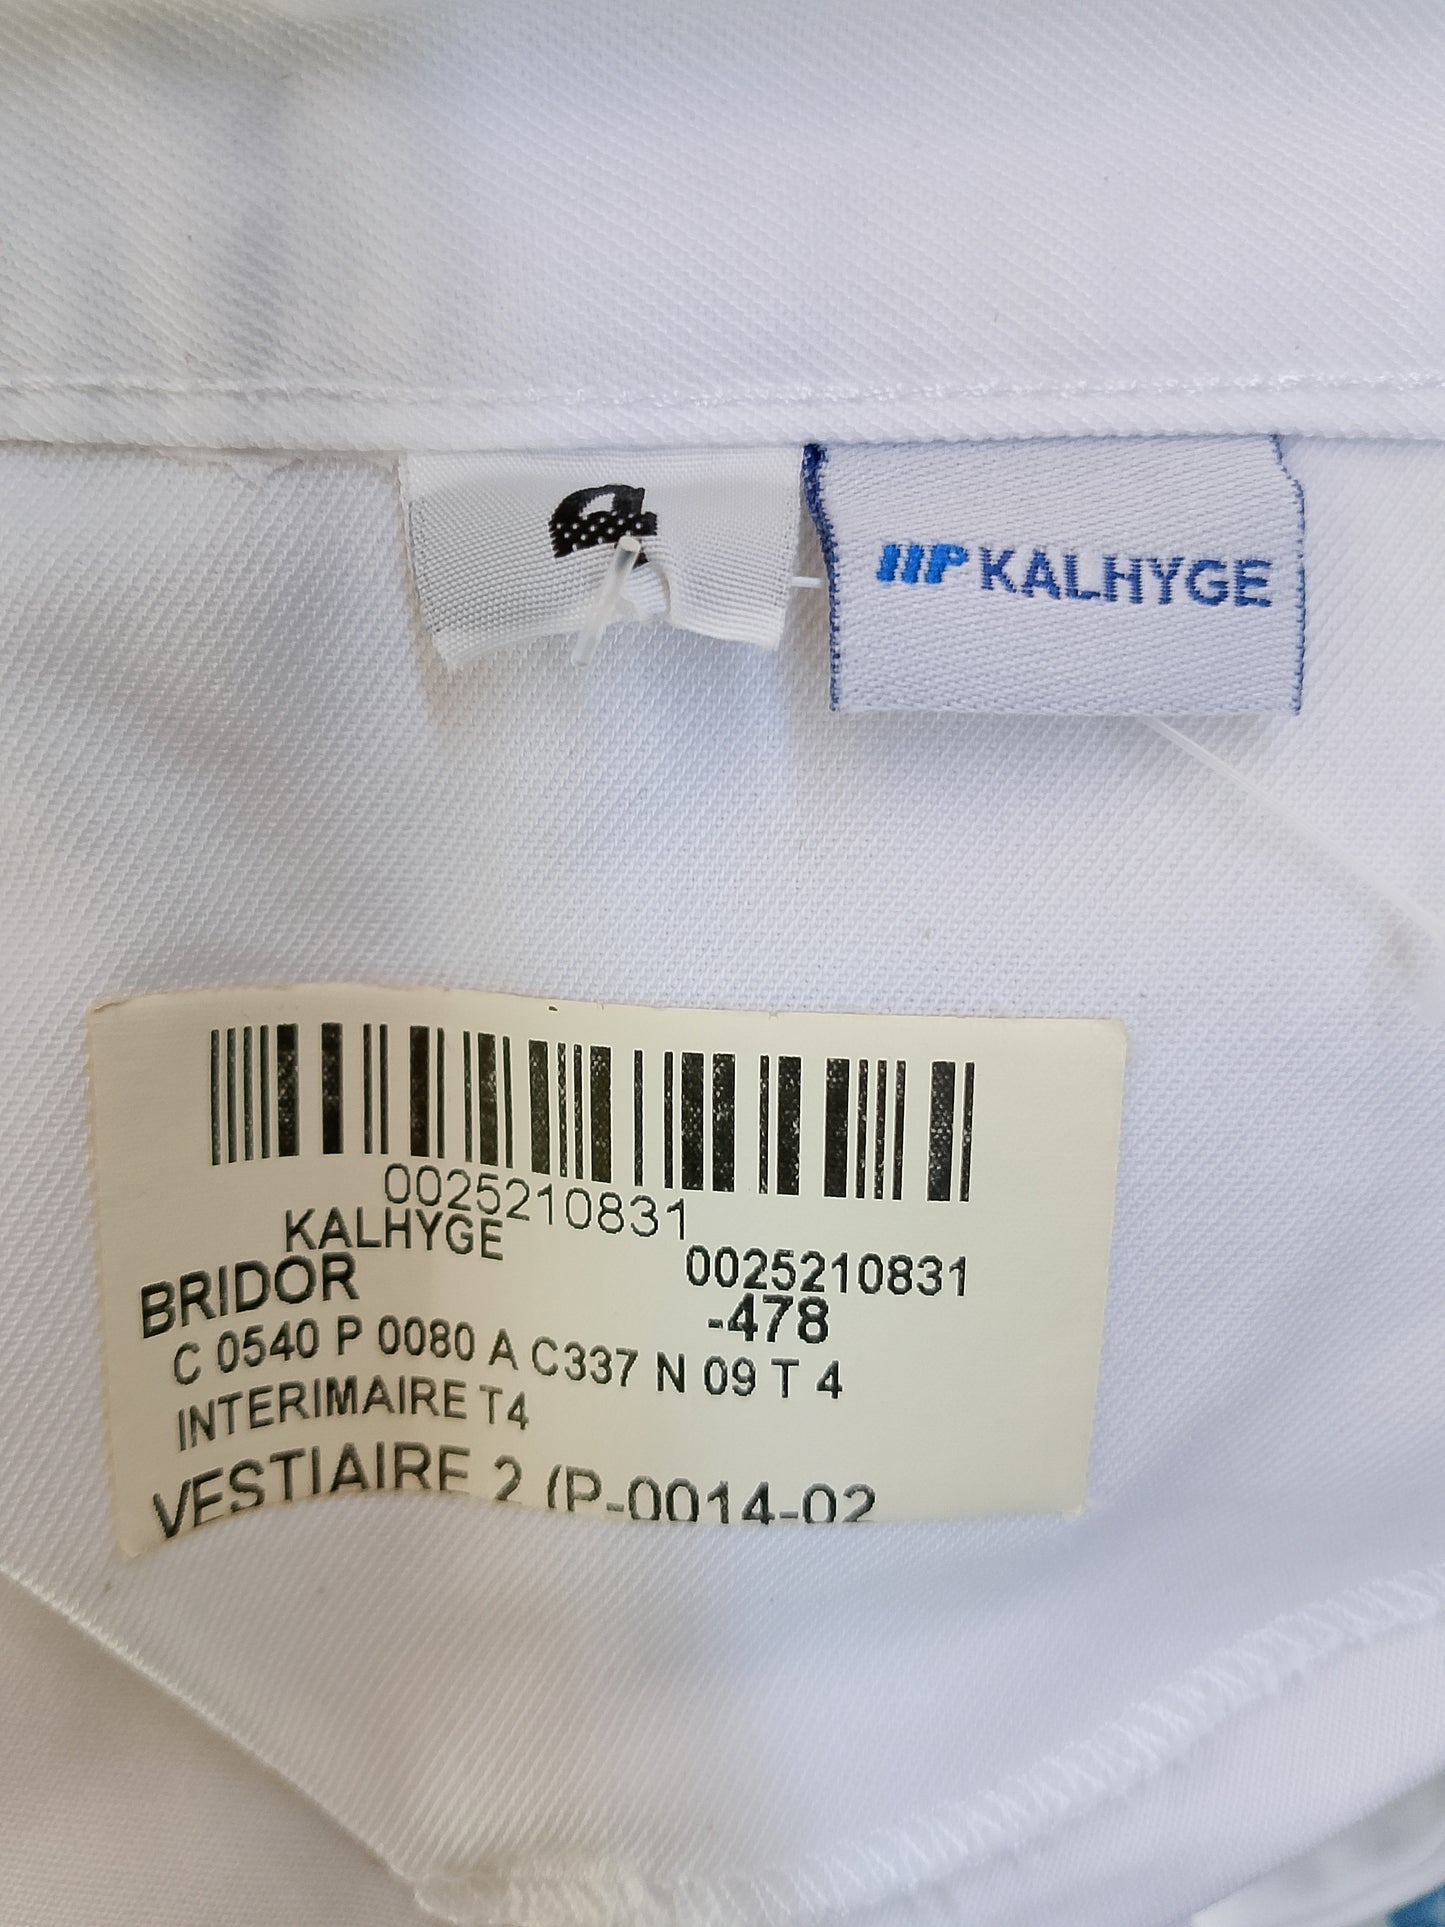 KALHYGE
0025210831
KALHYGE
0025210831
BRIDOR
-478
C 0540 P 0080 A C337 N 09 T 4
INTERIMAIRE T4
VESTIAIRE 2 (P-0014-02